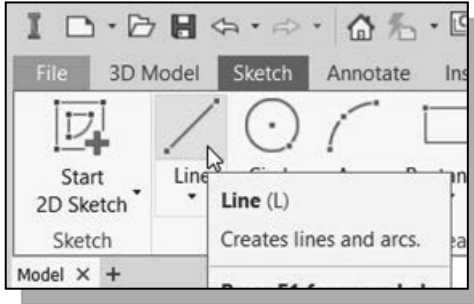 File 3D Model Sketch Annotate Ins
Start
2D Sketch
Line
Sketch
Line (L)
Creates lines and arcs.
Model × +